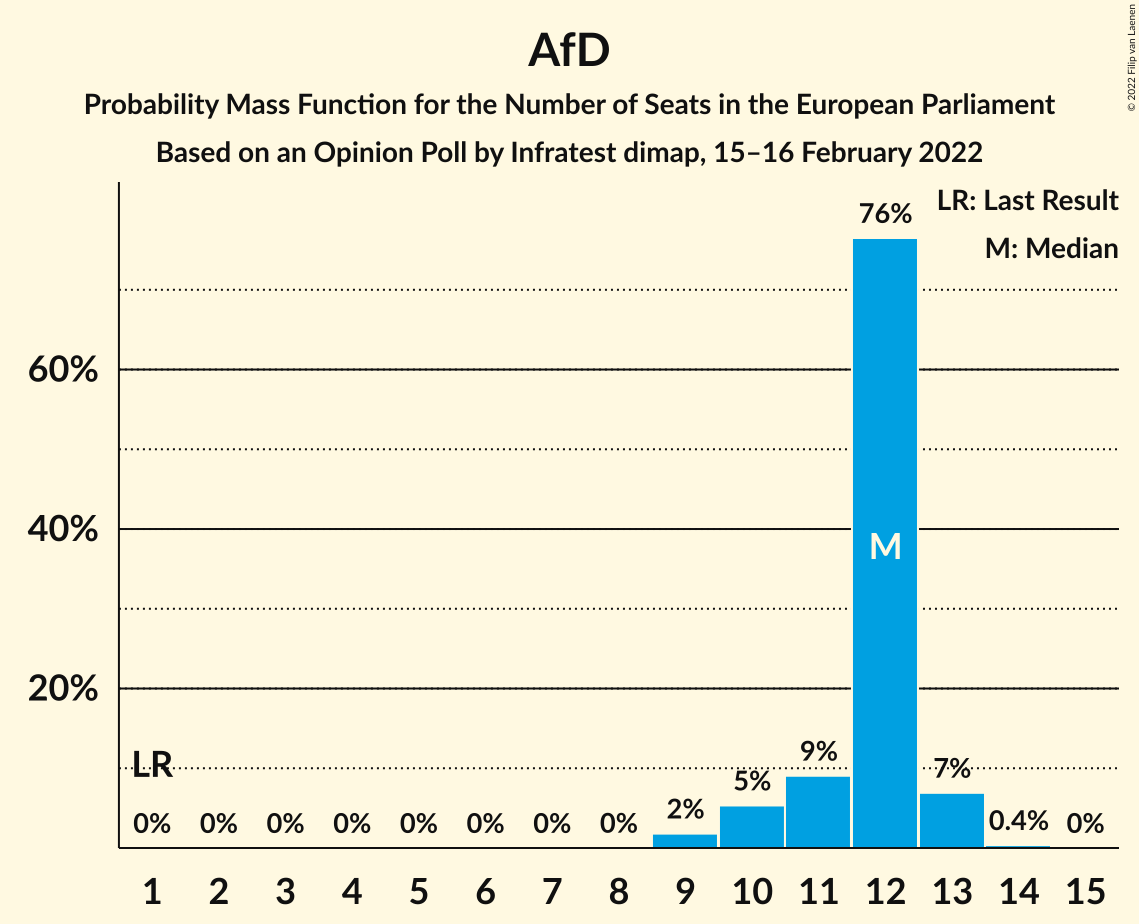 AfD
Probability Mass Function for the Number of Seats in the European Parliament
Based on an Opinion Poll by Infratest dimap, 15–16 February 2022
© 2022 Filip van Laenen
LR: Last Result
M: Median
76%
60%
40%
20%
M
LR
0% 0% 0% 0% 0% 0% 0% 0% 2% 5% 9% 7% 0.4% 0%
1 2 3 4 5 6 7 8 9 10 11 12 13 14 15